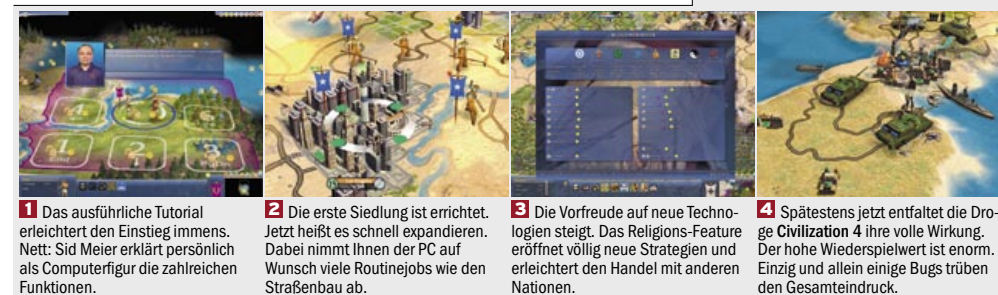 1 Das ausführliche Tutorial
erleichtert den Einstieg immens.
Nett: Sid Meier erklärt persönlich
als Computerfigur die zahlreichen
Funktionen.
2 Die erste Siedlung ist errichtet.
Jetzt heißt es schnell expandieren.
Dabei nimmt Ihnen der PC auf
Wunsch viele Routinejobs wie den
Straßenbau ab.
3 Die Vorfreude auf neue Techno-
logien steigt. Das Religions-Feature
eröffnet völlig neue Strategien und
erleichtert den Handel mit anderen
Nationen.
4 Spätestens jetzt entfaltet die Dro-
ge Civilization 4 ihre volle Wirkung.
Der hohe Wiederspielwert ist enorm.
Einzig und allein einige Bugs trüben
den Gesamteindruck.